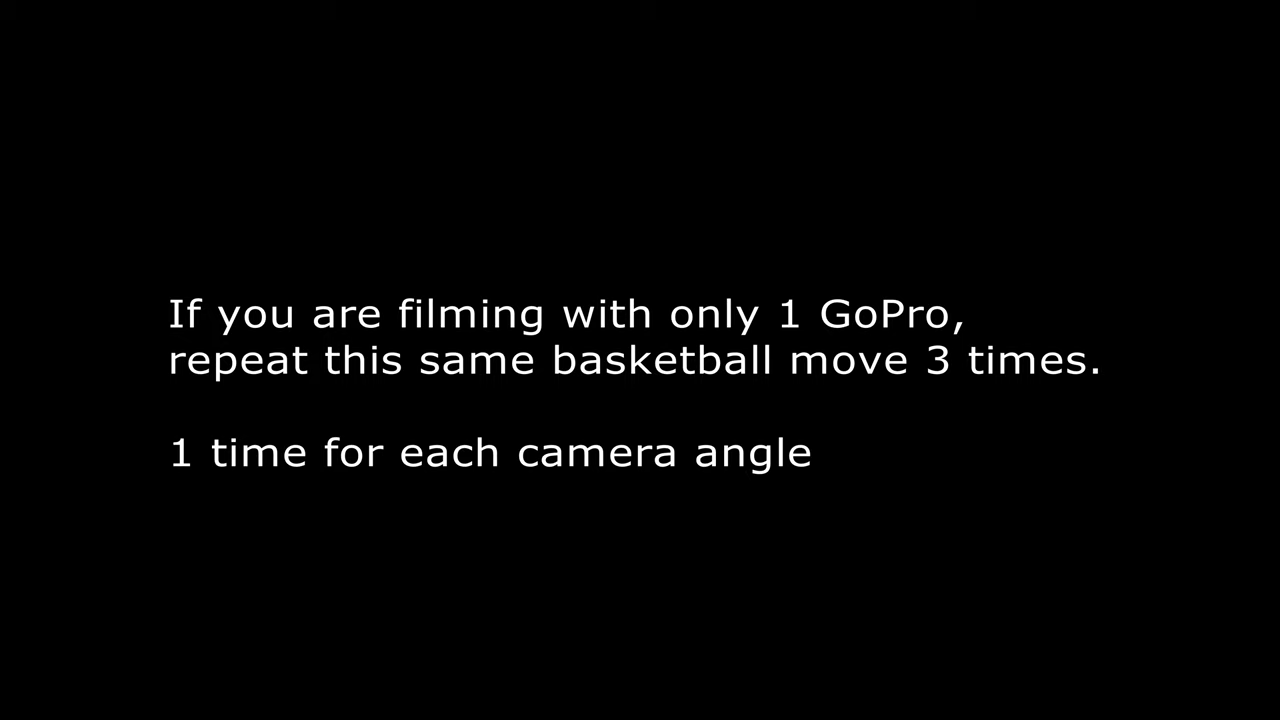 If you are filming with only 1 GoPro,
repeat this same basketball move 3 times.
1 time for each camera angle